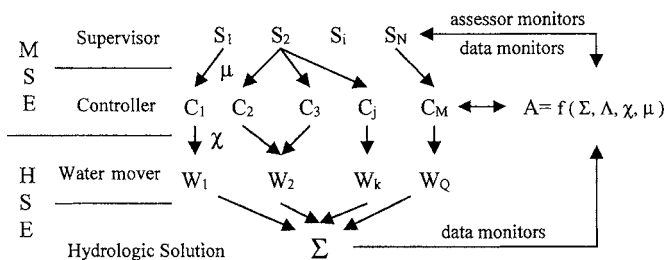 assessor monitors
Supervisor S1 S2 Si SN
data monitors
M
S
E
μ
Controller C1 C2 C3 Cj CM A= f ( Σ, Λ, χ, μ )
χ
H
S
E
Water mover W1 W2 Wk WQ
data monitors
Hydrologic Solution Σ